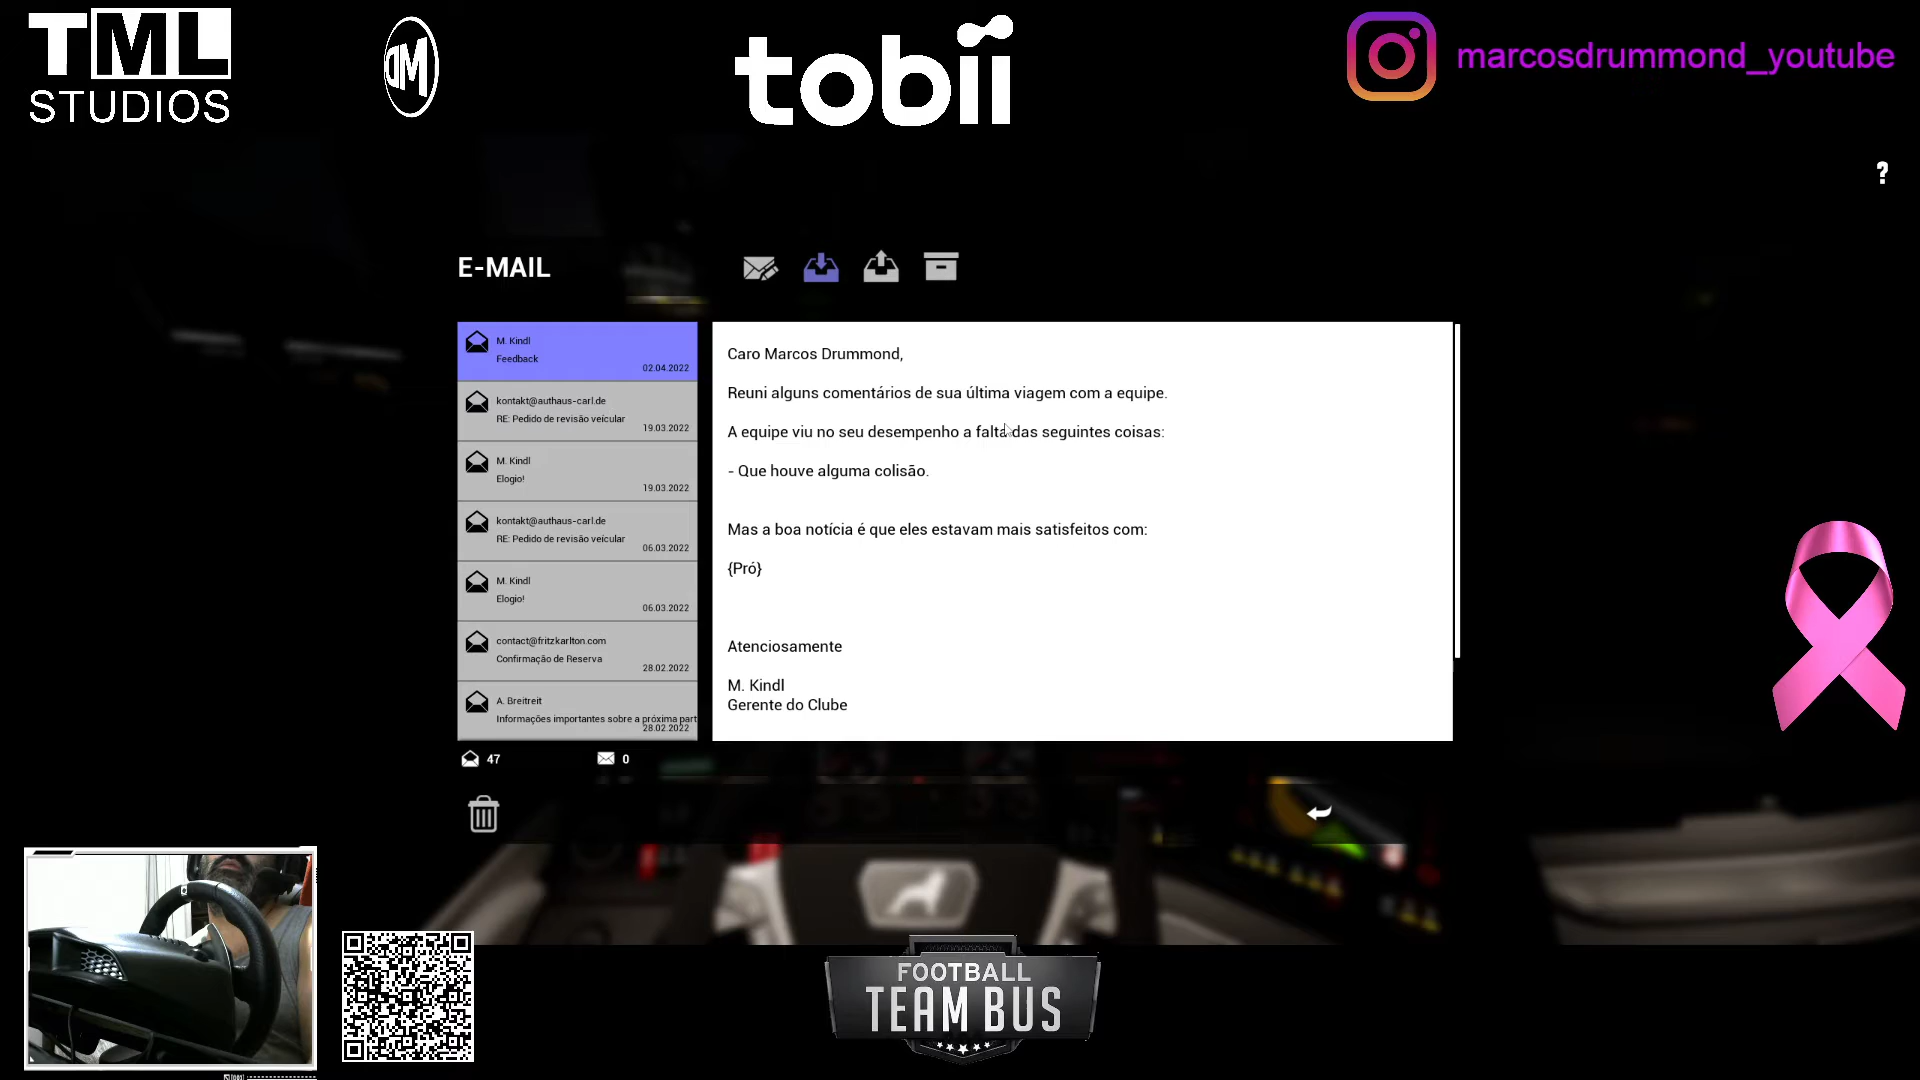 TML
STUDIOS
DM
tobii
marcosdrummond_youtube
?
E-MAIL
M. Kindl
Feedback
02.04.2022
kontakt@authaus-carl.de
RE: Pedido de revisão veícular
19.03.2022
M. Kindl
Elogio!
19.03.2022
kontakt@authaus-carl.de
RE: Pedido de revisão veícular
06.03.2022
M. Kindl
Elogio!
06.03.2022
contact@fritzkarlton.com
Confirmação de Reserva
28.02.2022
A. Breitreit
Informações importantes sobre a próxima part
28.02.2022
47
0
Caro Marcos Drummond,
Reuni alguns comentários de sua última viagem com a equipe.
A equipe viu no seu desempenho a falta das seguintes coisas:
- Que houve alguma colisão.
Mas a boa notícia é que eles estavam mais satisfeitos com:
{Pró}
Atenciosamente
M. Kindl
Gerente do Clube
FOOTBALL
TEAM BUS